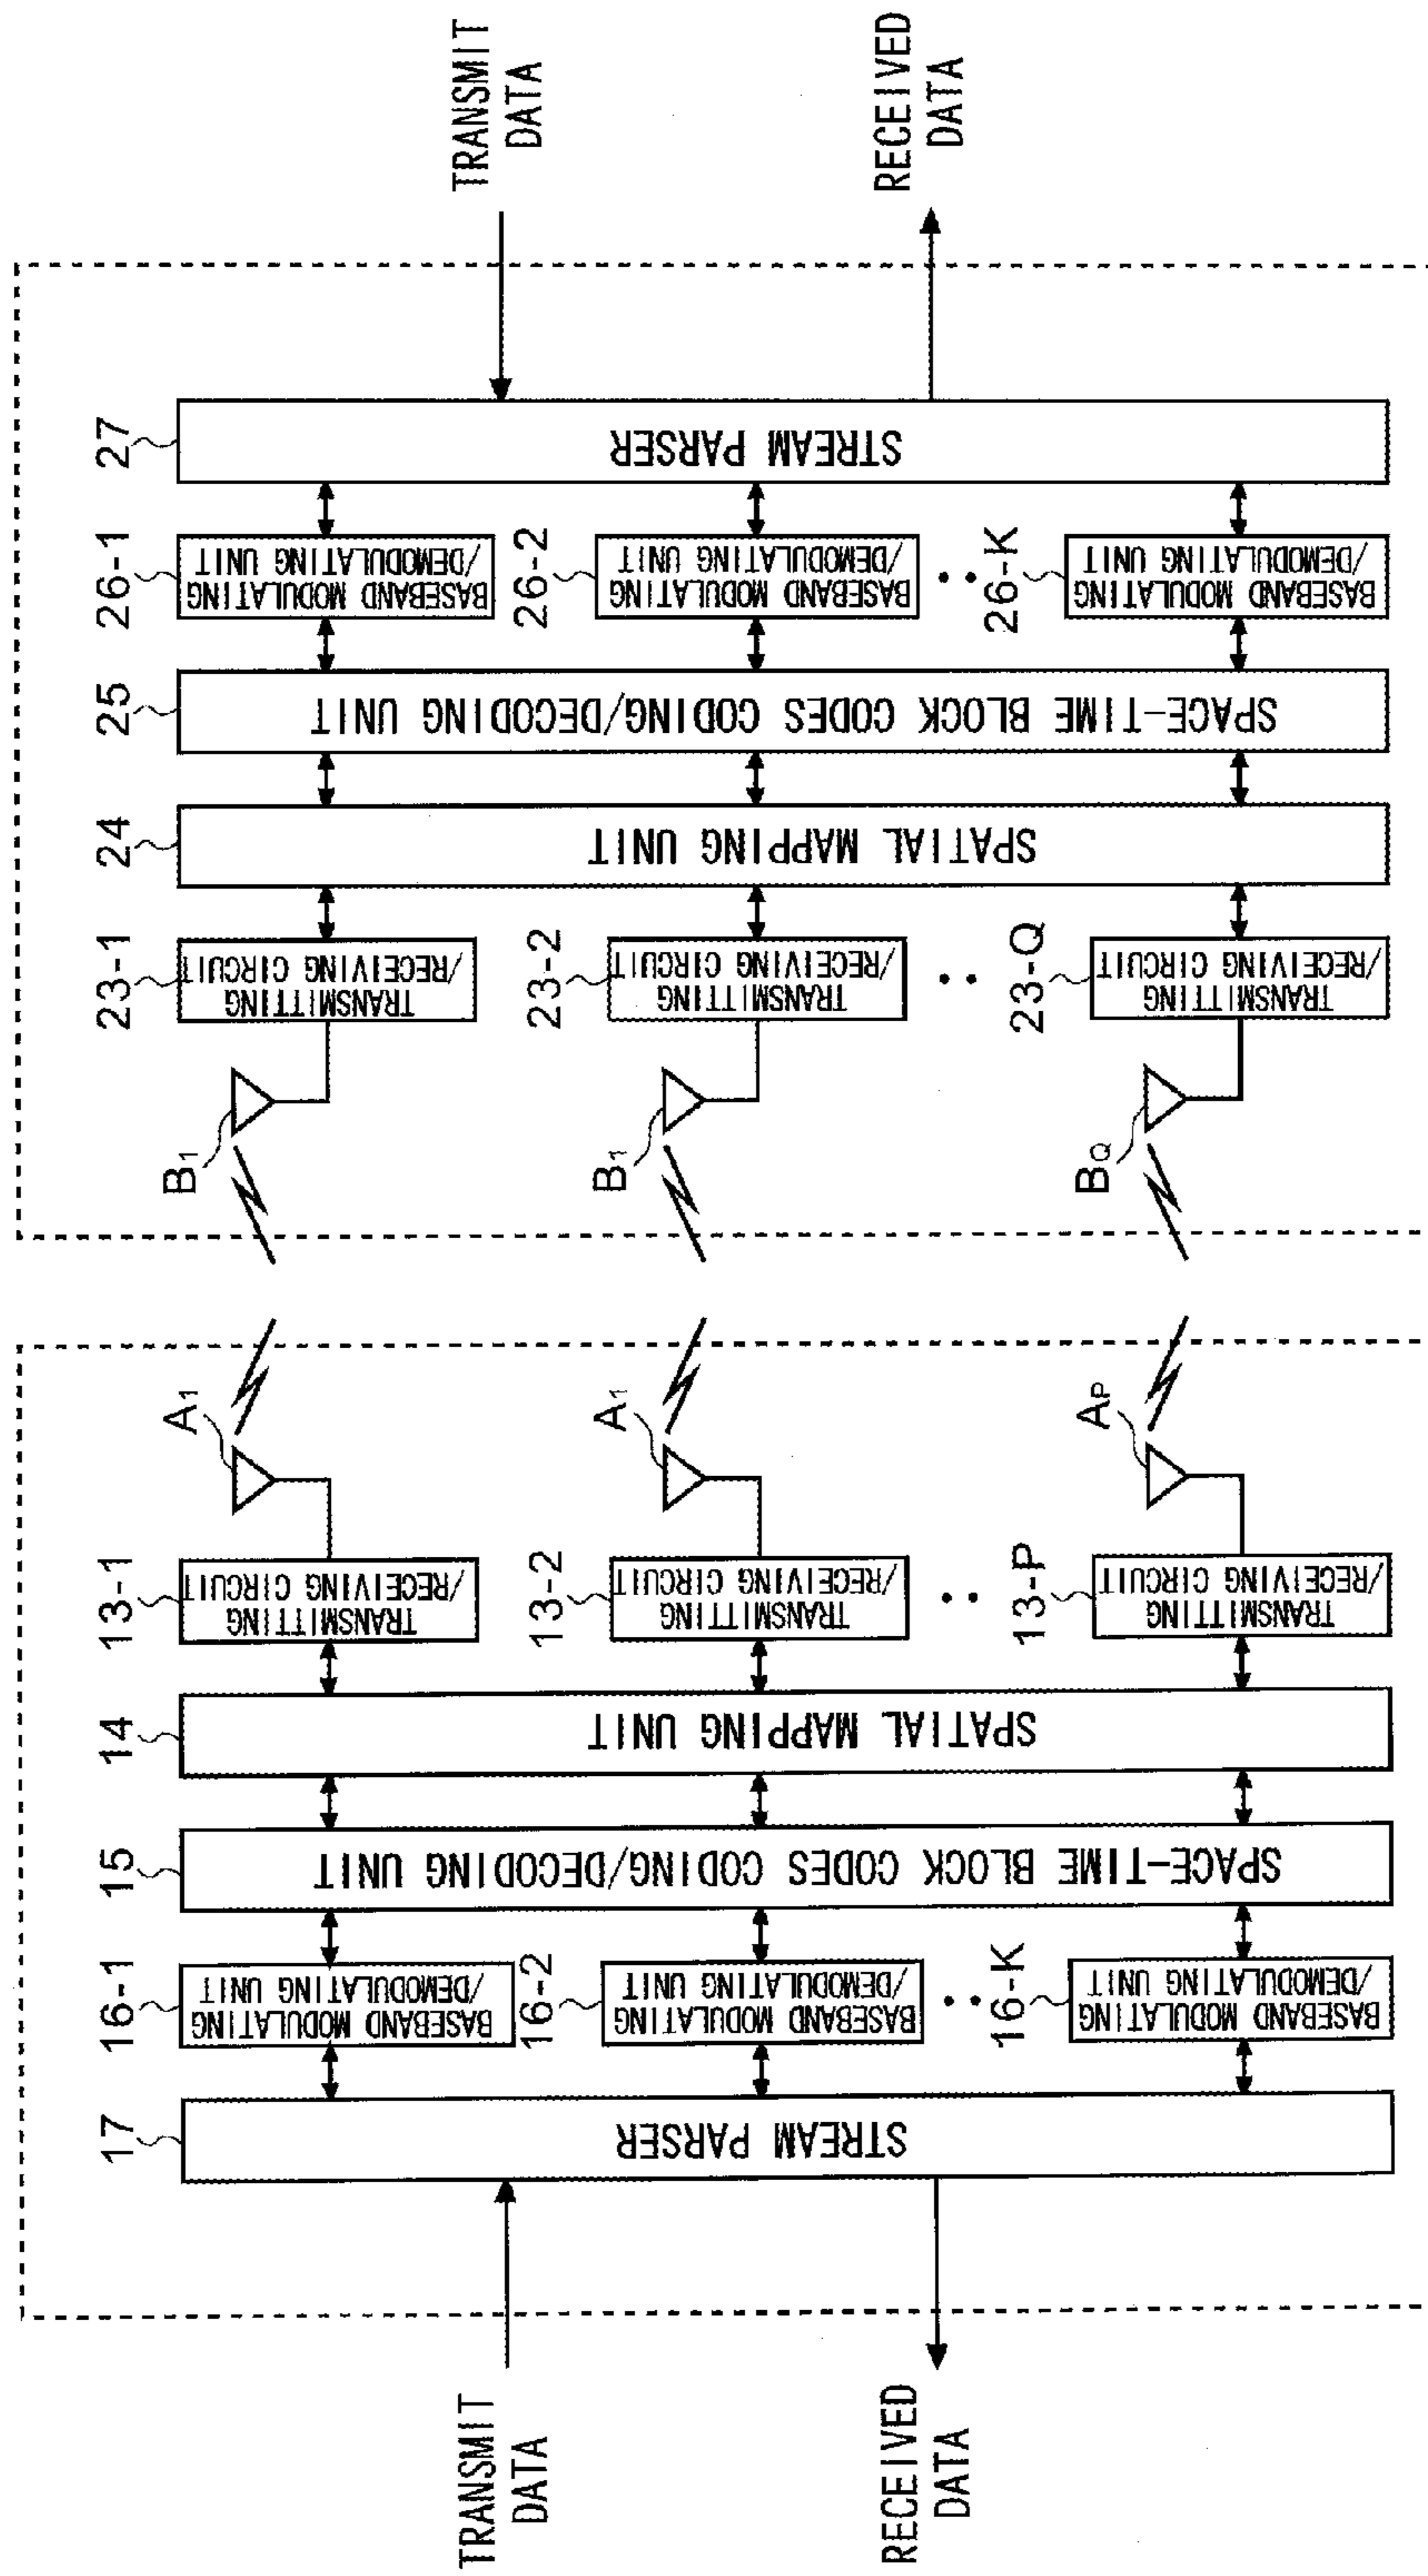 TRANSMIT
DATA
RECEIVED
DATA
17
STREAM PARSER
16-1
BASEBAND MODULATING
/DEMODULATING UNIT
16-2
BASEBAND MODULATING
/DEMODULATING
UNIT
16-K
BASEBAND MODULATING
/DEMODULATING
UNIT
15
SPACE-TIME BLOCK CODES CODING/DECODING UNIT
14
SPATIAL MAPPING UNIT
13-1
TRANSMITTING
/RECEIVING CIRCUIT
13-2
TRANSMITTING
/RECEIVING CIRCUIT
13-P
TRANSMITTING
/RECEIVING CIRCUIT
A1
A1
AP
B1
B1
BQ
23-1
TRANSMITTING
/RECEIVING CIRCUIT
23-2
TRANSMITTING
/RECEIVING CIRCUIT
23-Q
TRANSMITTING
/RECEIVING CIRCUIT
24
SPATIAL MAPPING UNIT
25
SPACE-TIME BLOCK CODES CODING/DECODING UNIT
26-1
BASEBAND MODULATING
/DEMODULATING UNIT
26-2
BASEBAND MODULATING
/DEMODULATING
UNIT
26-K
BASEBAND MODULATING
/DEMODULATING
UNIT
27
STREAM PARSER
TRANSMIT
DATA
RECEIVED
DATA